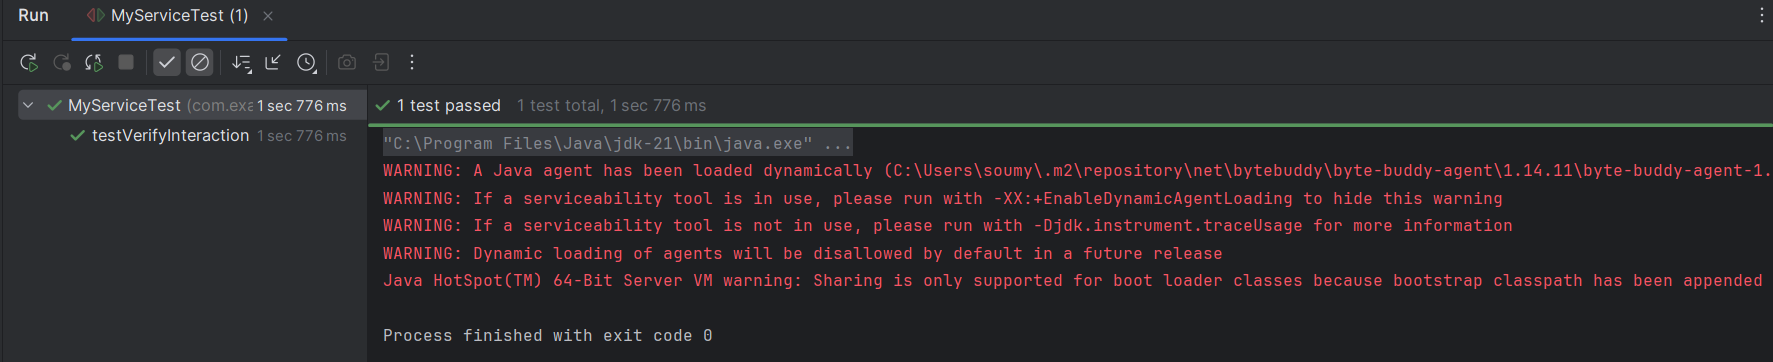 Run MyServiceTest (1)
MyServiceTest (com.exa 1 sec 776 ms
testVerifyInteraction 1 sec 776 ms
1 test passed 1 test total, 1 sec 776 ms
"C:\Program Files\Java\jdk-21\bin\java.exe" ...
WARNING: A Java agent has been loaded dynamically (C:\Users\soumy\.m2\repository\net\bytebuddy\byte-buddy-agent\1.14.11\byte-buddy-agent-1.
WARNING: If a serviceability tool is in use, please run with -XX:+EnableDynamicAgentLoading to hide this warning
WARNING: If a serviceability tool is not in use, please run with -Djdk.instrument.traceUsage for more information
WARNING: Dynamic loading of agents will be disallowed by default in a future release
Java HotSpot(TM) 64-Bit Server VM warning: Sharing is only supported for boot loader classes because bootstrap classpath has been appended
Process finished with exit code 0